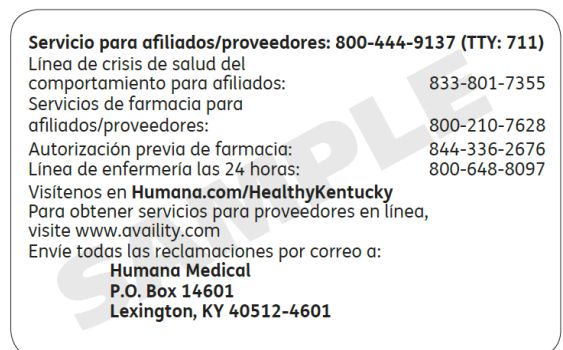 Servicio para afiliados/proveedores: 800-444-9137 (TTY: 711)
Línea de crisis de salud del
comportamiento para afiliados: 833-801-7355
Servicios de farmacia para
afiliados/proveedores: 800-210-7628
Autorización previa de farmacia: 844-336-2676
Línea de enfermería las 24 horas: 800-648-8097
Visítenos en Humana.com/HealthyKentucky
Para obtener servicios para proveedores en línea,
visite www.availity.com
Envíe todas las reclamaciones por correo a:
Humana Medical
P.O. Box 14601
Lexington, KY 40512-4601
SAMPLE